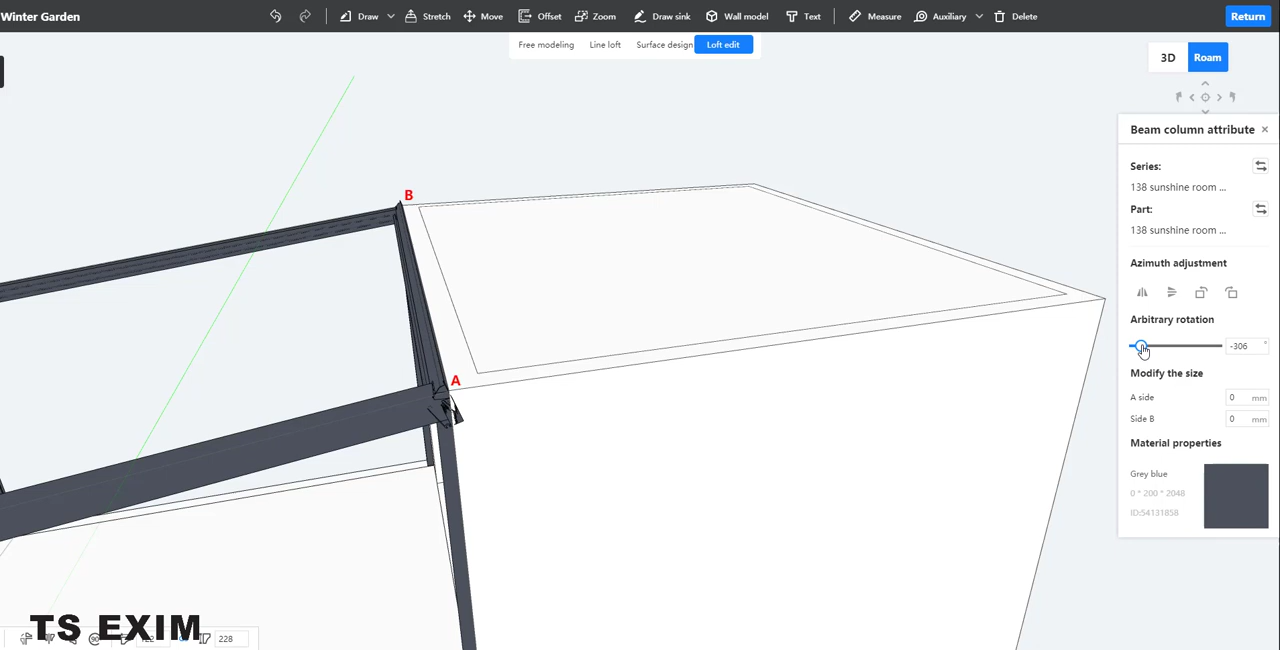 Winter Garden
Draw Stretch Move Offset Zoom Draw sink Wall model Text Measure Auxiliary Delete Return
Free modeling Line loft Surface design Loft edit
3D Roam
Beam column attribute ×
Series:
138 sunshine room ...
Part:
138 sunshine room ...
Azimuth adjustment
Arbitrary rotation
-306 °
Modify the size
A side 0 mm
Side B 0 mm
Material properties
Grey blue
0 * 200 * 2048
ID:54131858
B
A
TS EXIM
228